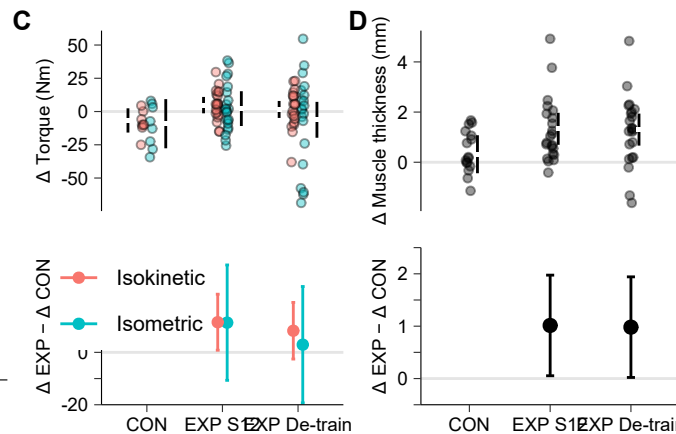 C
D
Δ Torque (Nm)
50
25
0
-25
-50
Δ Muscle thickness (mm)
4
2
0
Δ EXP − Δ CON
Isokinetic
Isometric
0
-20
CON
EXP S12
EXP De-train
Δ EXP − Δ CON
2
1
0
CON
EXP S12
EXP De-train